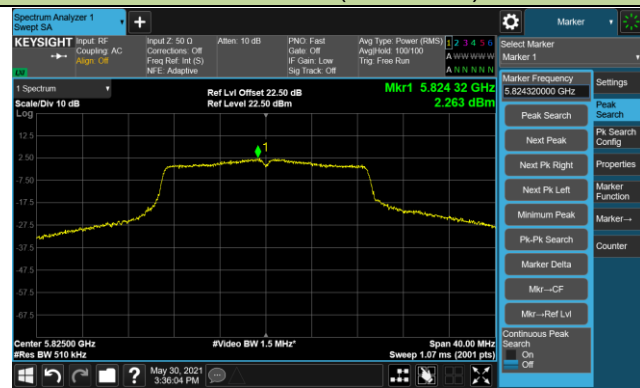 Spectrum Analyzer 1
Swept SA
KEYSIGHT
Input: RF
Coupling: AC
Align: Off
Input Z: 50 Ω
Corrections: Off
Freq Ref: Int (S)
NFE: Adaptive
Atten: 10 dB
PNO: Fast
Gate: Off
IF Gain: Low
Sig Track: Off
Avg Type: Power (RMS)
Avg|Hold: 100/100
Trig: Free Run
1 2 3 4 5 6
A W W W W W
A N N N N N
LU
1 Spectrum
Scale/Div 10 dB
Log
Ref Lvl Offset 22.50 dB
Ref Level 22.50 dBm
Mkr1 5.824 32 GHz
2.263 dBm
12.5
2.50
-7.50
-17.5
-27.5
-37.5
-47.5
-57.5
-67.5
1
Center 5.82500 GHz
#Res BW 510 kHz
#Video BW 1.5 MHz*
Span 40.00 MHz
Sweep 1.07 ms (2001 pts)
May 30, 2021
3:36:04 PM
Marker
Select Marker
Marker 1
Marker Frequency
5.824320000 GHz
Peak Search
Next Peak
Next Pk Right
Next Pk Left
Minimum Peak
Pk-Pk Search
Marker Delta
Mkr→CF
Mkr→Ref Lvl
Continuous Peak
Search
On
Off
Settings
Peak
Search
Pk Search
Config
Properties
Marker
Function
Marker→
Counter